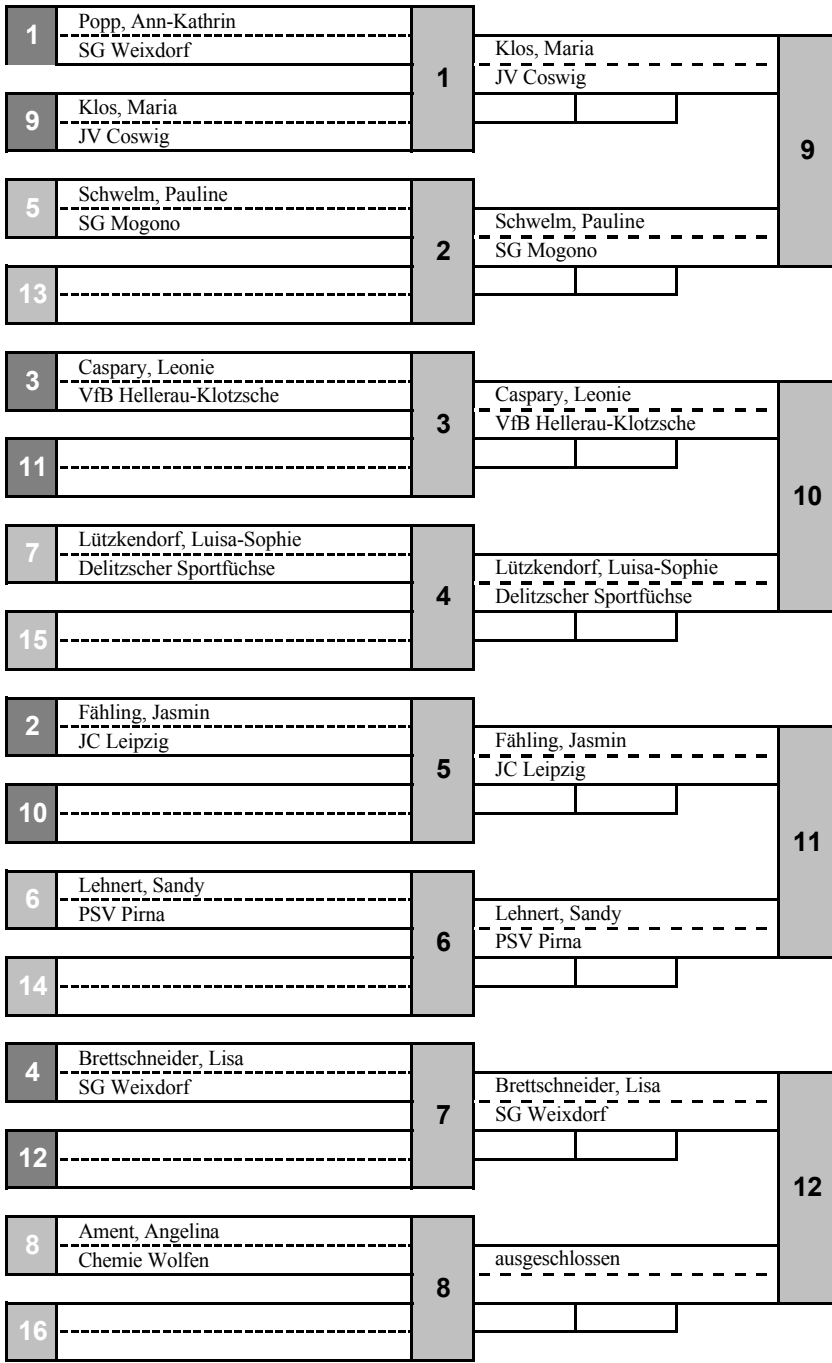 1
Popp, Ann-Kathrin
SG Weixdorf
1
Klos, Maria
JV Coswig
9
Klos, Maria
JV Coswig
9
5
Schwelm, Pauline
SG Mogono
2
Schwelm, Pauline
SG Mogono
13
3
Caspary, Leonie
VfB Hellerau-Klotzsche
3
Caspary, Leonie
VfB Hellerau-Klotzsche
11
10
7
Lützkendorf, Luisa-Sophie
Delitzscher Sportfüchse
4
Lützkendorf, Luisa-Sophie
Delitzscher Sportfüchse
15
2
Fähling, Jasmin
JC Leipzig
5
Fähling, Jasmin
JC Leipzig
10
11
6
Lehnert, Sandy
PSV Pirna
6
Lehnert, Sandy
PSV Pirna
14
4
Brettschneider, Lisa
SG Weixdorf
7
Brettschneider, Lisa
SG Weixdorf
12
12
8
Ament, Angelina
Chemie Wolfen
8
ausgeschlossen
16